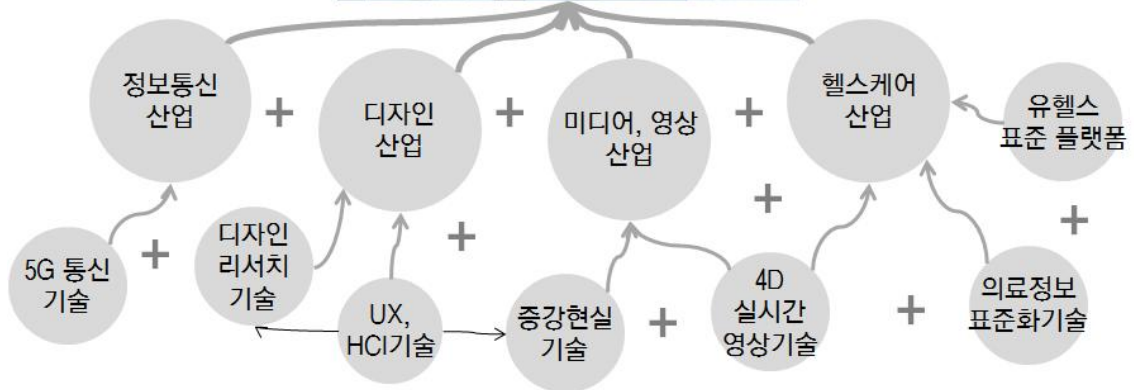 정보통신
산업
+
디자인
산업
+
미디어, 영상
산업
+
헬스케어
산업
유헬스
표준 플랫폼
5G 통신
기술
+
디자인
리서치
기술
+
UX,
HCI기술
증강현실
기술
+
4D
실시간
영상기술
+
+
의료정보
표준화기술
+